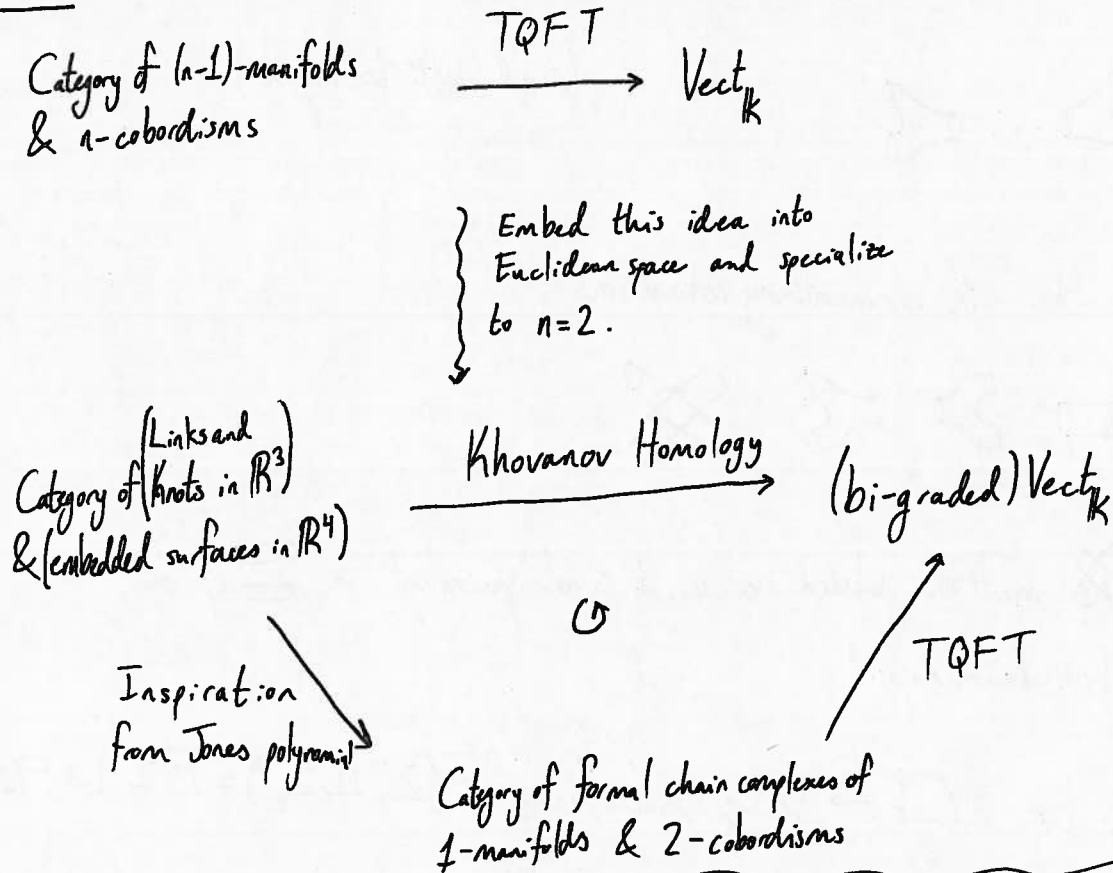 TQFT
Category of (n-1)-manifolds
& n-cobordisms
Vect_𝕜
Embed this idea into
Euclidean space and specialize
to n=2.
Category of (Links and
Knots in ℝ³)
& (embedded surfaces in ℝ⁴)
Khovanov Homology
(bi-graded) Vect_𝕜
↺
TQFT
Inspiration
from Jones polynomial
Category of formal chain complexes of
1-manifolds & 2-cobordisms